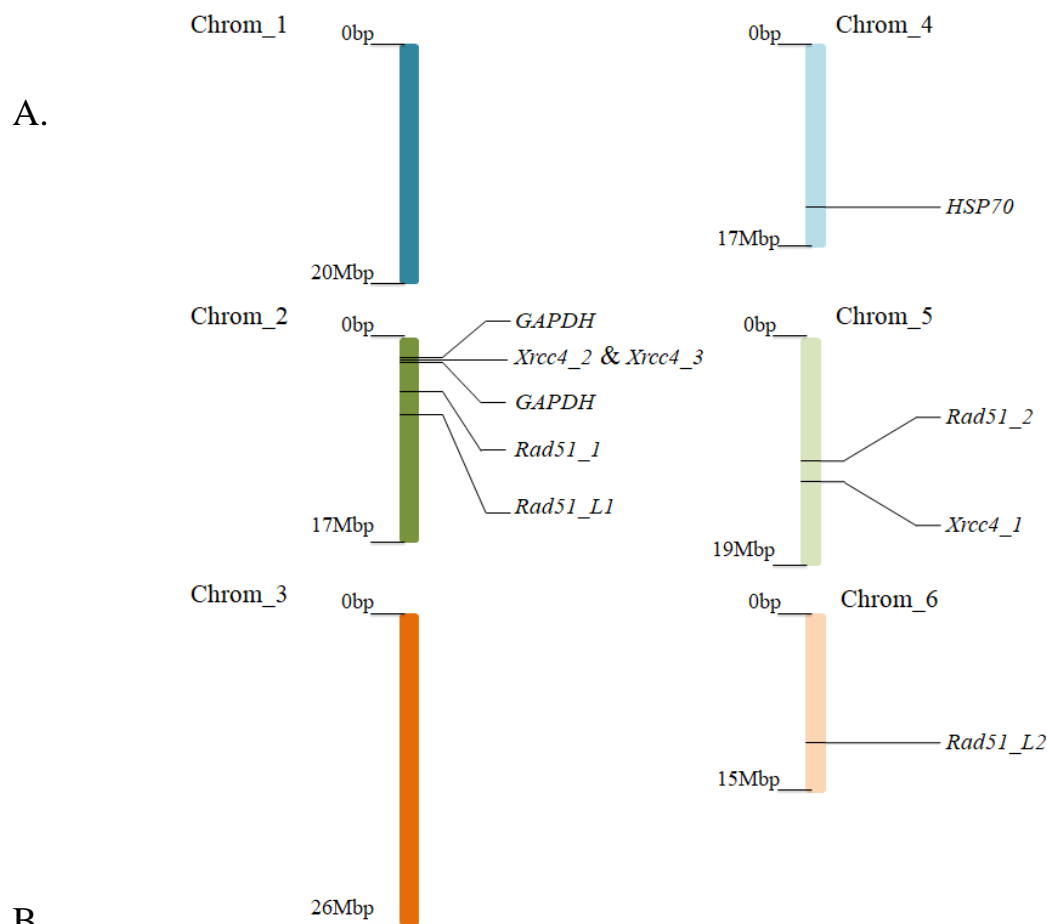 Chrom_1
0bp
A.
20Mbp
Chrom_4
0bp
HSP70
17Mbp
Chrom_2
0bp
GAPDH
Xrcc4_2 & Xrcc4_3
GAPDH
Rad51_1
Rad51_L1
17Mbp
Chrom_5
0bp
Rad51_2
Xrcc4_1
19Mbp
Chrom_3
0bp
26Mbp
Chrom_6
0bp
Rad51_L2
15Mbp
B